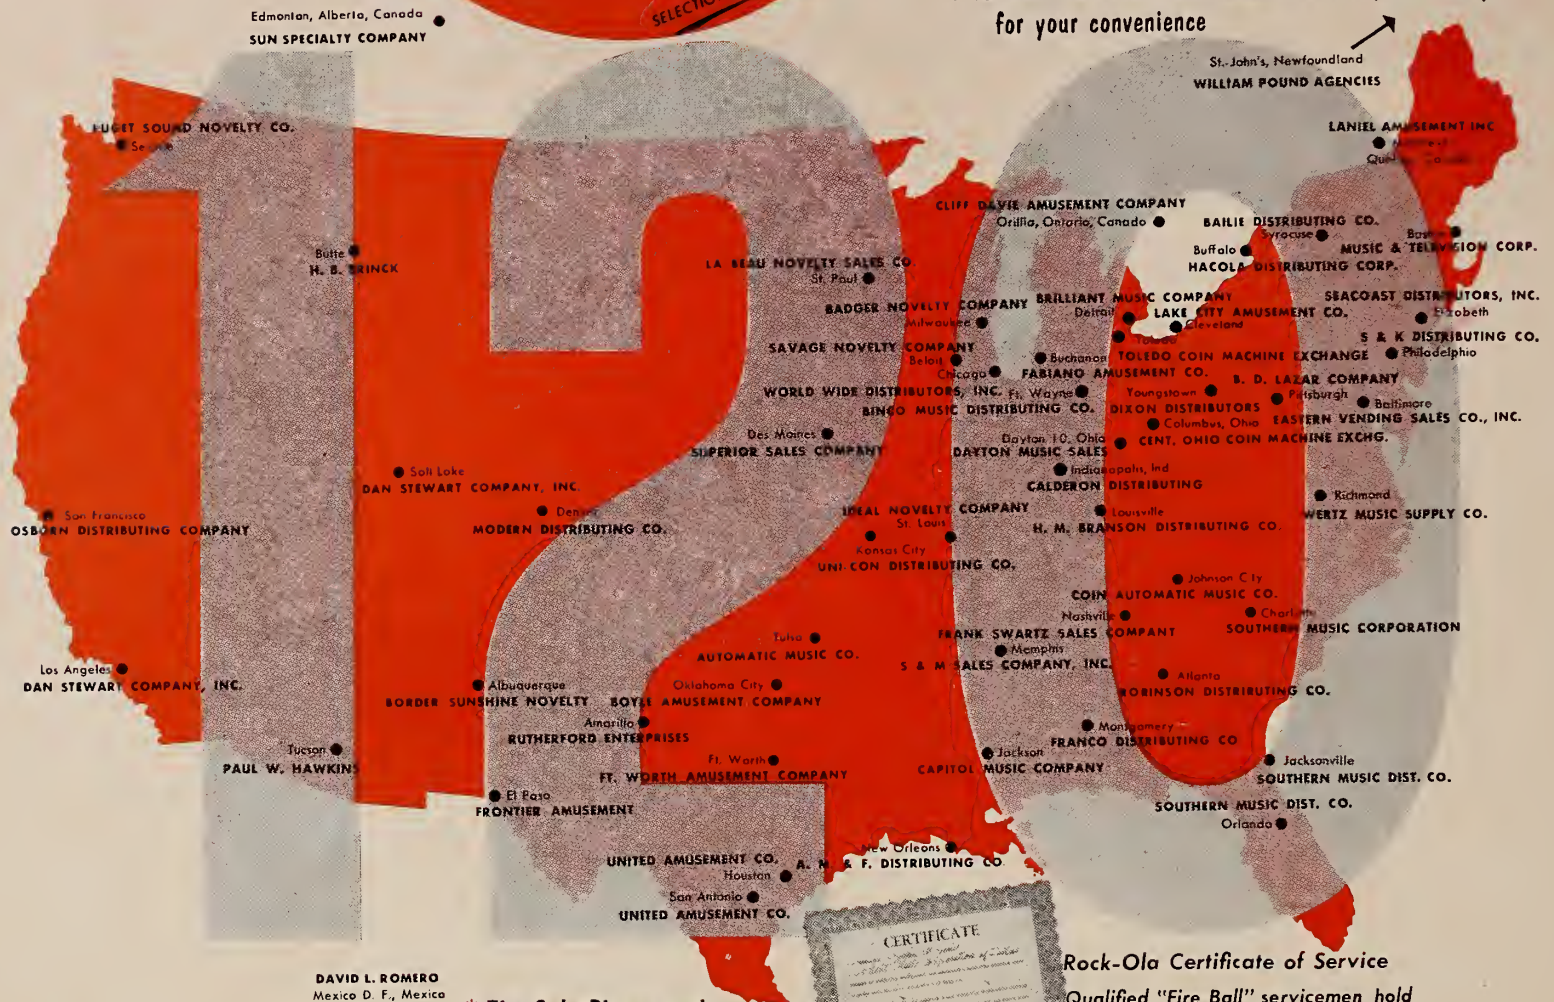 Edmonton, Alberta, Canada
SUN SPECIALTY COMPANY
for your convenience
St. John's, Newfoundland
WILLIAM POUND AGENCIES
PUGET SOUND NOVELTY CO.
LANIEL AMUSEMENT INC
CLIFF DAVIE AMUSEMENT COMPANY
Orillia, Ontario, Canada
BAILIE DISTRIBUTING CO.
Syracuse
Boston
MUSIC & TELEVISION CORP.
Buffalo
HACOLA DISTRIBUTING CORP.
Butte
H. B. BRINCK
LA BEAU NOVELTY SALES CO.
St. Paul
BADGER NOVELTY COMPANY
Milwaukee
BRILLIANT MUSIC COMPANY
Detroit
LAKE CITY AMUSEMENT CO.
Cleveland
SEACOAST DISTRIBUTORS, INC.
Elizabeth
S & K DISTRIBUTING CO.
Philadelphia
Toledo
TOLEDO COIN MACHINE EXCHANGE
SAVAGE NOVELTY COMPANY
Beloit
Buchanan
FABIANO AMUSEMENT CO.
Chicago
WORLD WIDE DISTRIBUTORS, INC.
Ft. Wayne
BINGO MUSIC DISTRIBUTING CO.
Youngstown
DIXON DISTRIBUTORS
B. D. LAZAR COMPANY
Pittsburgh
Baltimore
EASTERN VENDING SALES CO., INC.
Columbus, Ohio
CENT. OHIO COIN MACHINE EXCHG.
Des Moines
SUPERIOR SALES COMPANY
Dayton 10, Ohio
DAYTON MUSIC SALES
Indianapolis, Ind
CALDERON DISTRIBUTING
Salt Lake
DAN STEWART COMPANY, INC.
Richmond
WERTZ MUSIC SUPPLY CO.
San Francisco
OSBORN DISTRIBUTING COMPANY
Denver
MODERN DISTRIBUTING CO.
IDEAL NOVELTY COMPANY
St. Louis
Louisville
H. M. BRANSON DISTRIBUTING CO.
Kansas City
UNI-CON DISTRIBUTING CO.
Johnson City
COIN AUTOMATIC MUSIC CO.
Nashville
FRANK SWARTZ SALES COMPANY
Charlotte
SOUTHERN MUSIC CORPORATION
Tulsa
AUTOMATIC MUSIC CO.
Memphis
S & M SALES COMPANY, INC.
Los Angeles
DAN STEWART COMPANY, INC.
Albuquerque
BORDER SUNSHINE NOVELTY
Oklahoma City
BOYLE AMUSEMENT COMPANY
Atlanta
ROBINSON DISTRIBUTING CO.
Amarillo
RUTHERFORD ENTERPRISES
Montgomery
FRANCO DISTRIBUTING CO
Tucson
PAUL W. HAWKINS
Ft. Worth
FT. WORTH AMUSEMENT COMPANY
Jackson
CAPITOL MUSIC COMPANY
Jacksonville
SOUTHERN MUSIC DIST. CO.
El Paso
FRONTIER AMUSEMENT
SOUTHERN MUSIC DIST. CO.
Orlando
New Orleans
A. M. & F. DISTRIBUTING CO.
UNITED AMUSEMENT CO.
Houston
San Antonio
UNITED AMUSEMENT CO.
120
CERTIFICATE
DAVID L. ROMERO
Mexico D. F., Mexico
Rock-Ola Certificate of Service
Qualified "Fire Ball" servicemen hold